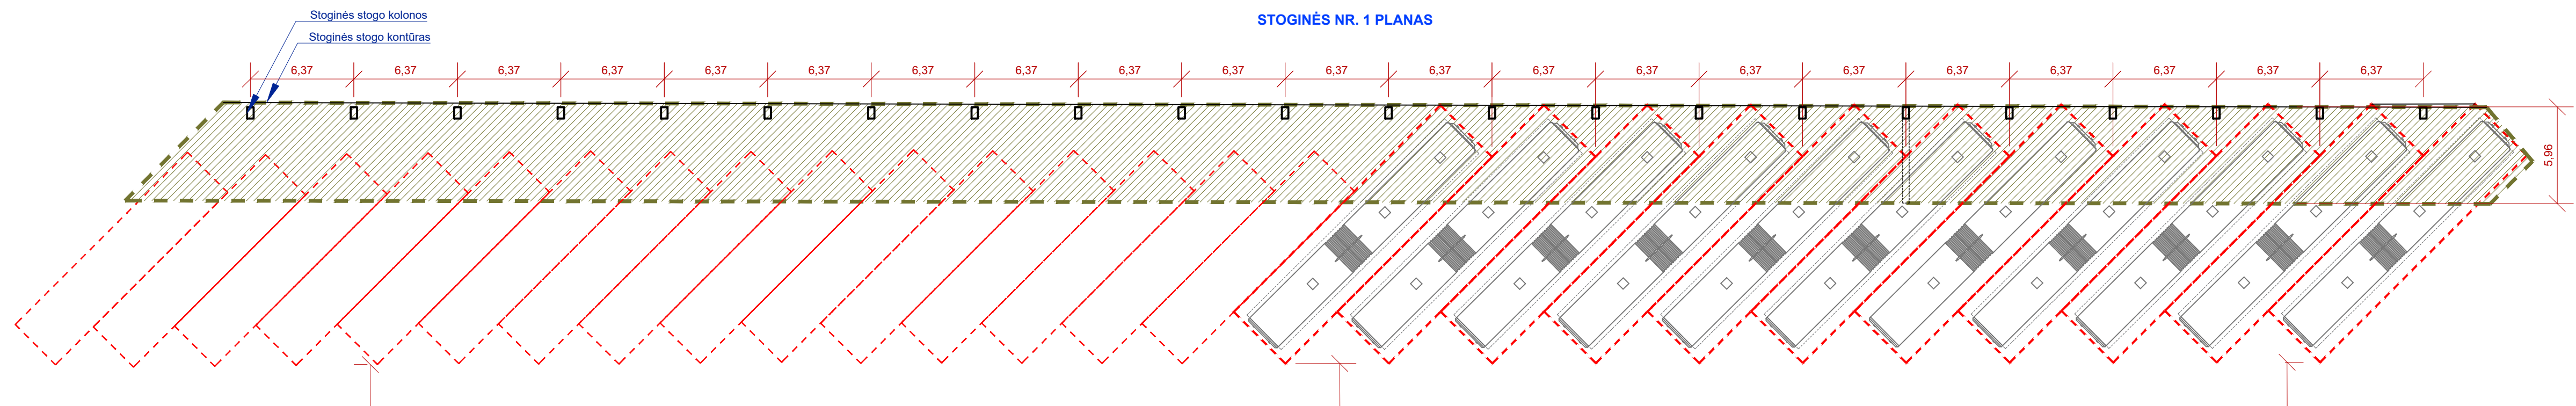 Stoginės stogo kolonos
STOGINĖS NR. 1 PLANAS
Stoginės stogo kontūras
6,37 6,37 6,37 6,37 6,37 6,37 6,37 6,37 6,37 6,37 6,37 6,37 6,37 6,37 6,37 6,37 6,37 6,37 6,37 6,37 6,37
5,96